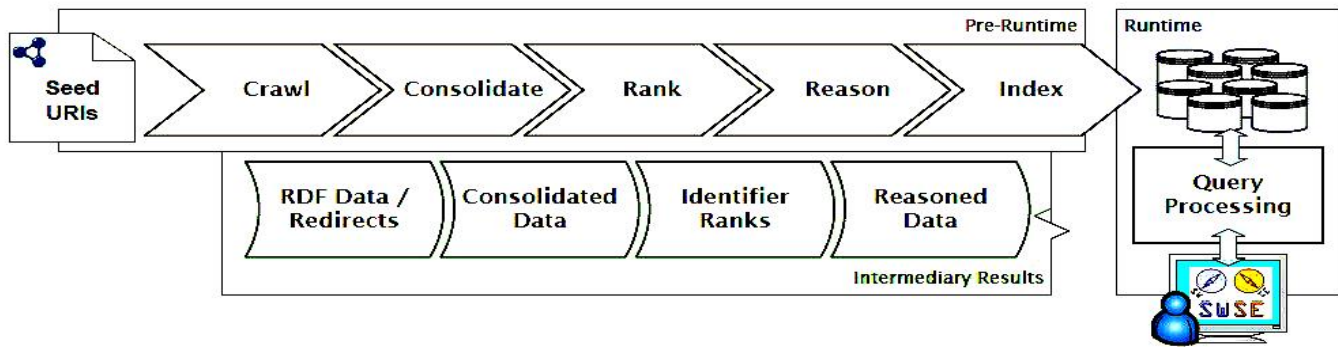 Pre-Runtime
Runtime
Seed
URIs
Crawl
Consolidate
Rank
Reason
Index
RDF Data /
Redirects
Consolidated
Data
Identifier
Ranks
Reasoned
Data
Query
Processing
Intermediary Results
SWSE